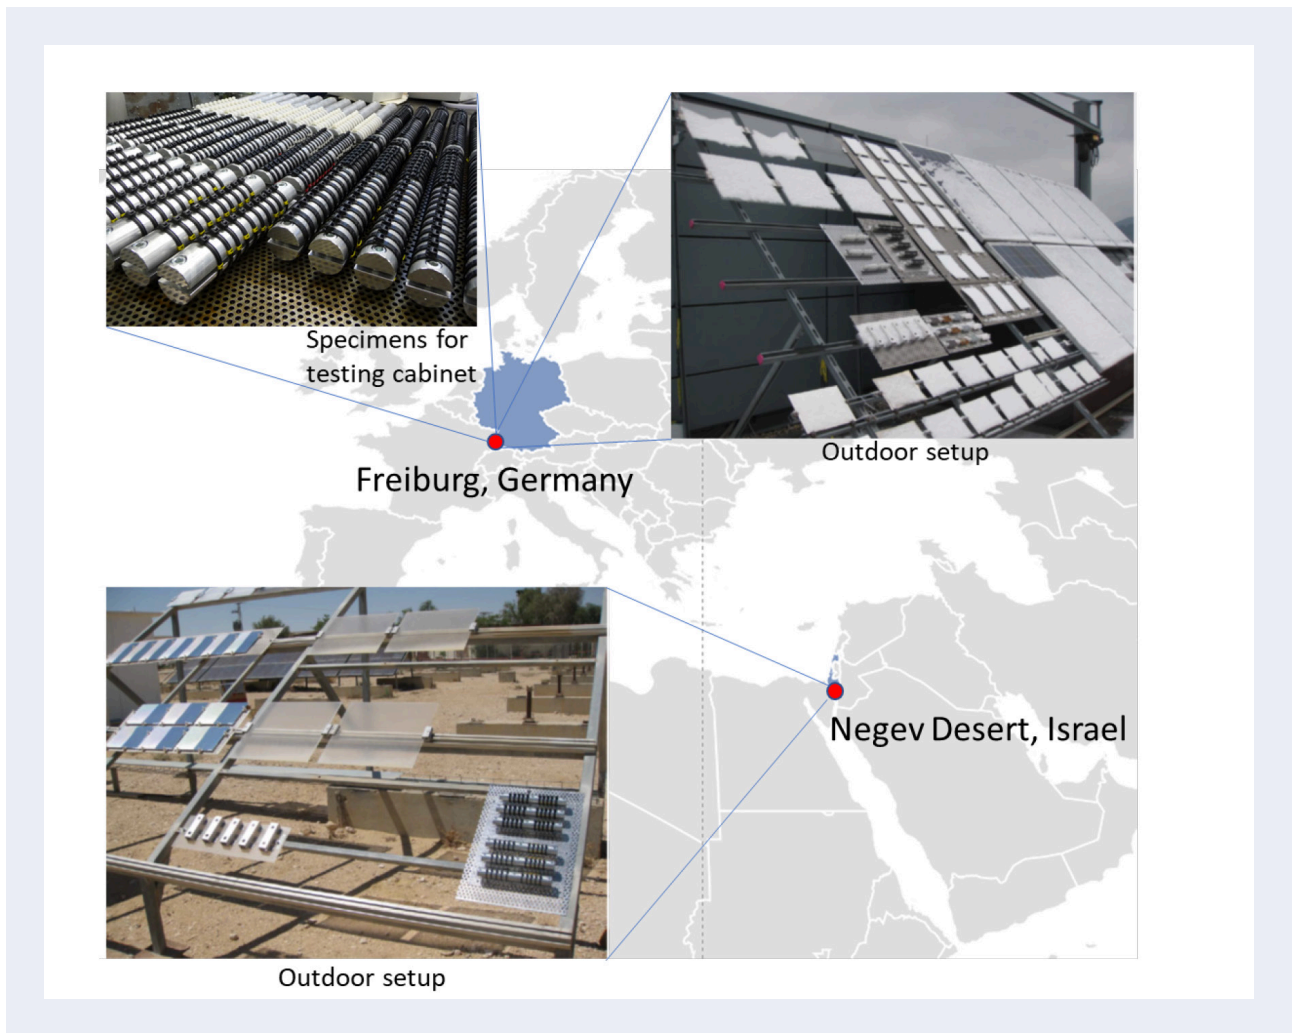 Specimens for
testing cabinet
Outdoor setup
Freiburg, Germany
Negev Desert, Israel
Outdoor setup